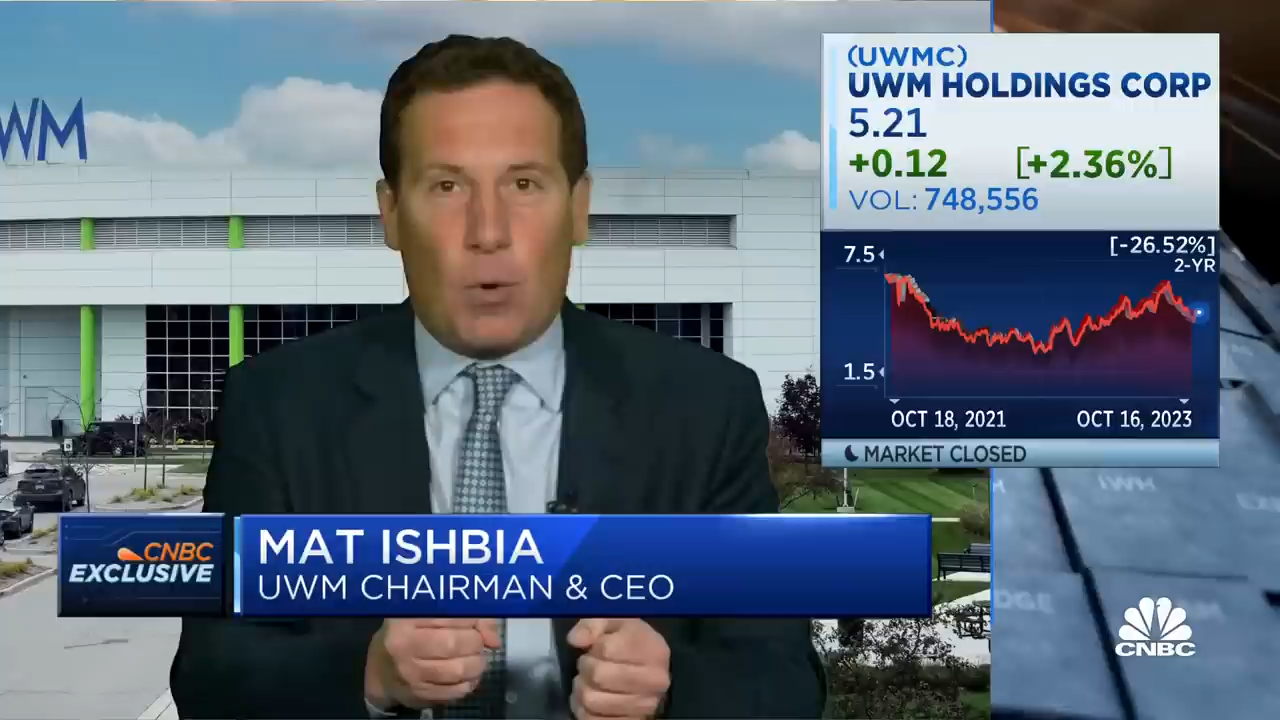 WM
(UWMC)
UWM HOLDINGS CORP
5.21
+0.12 [+2.36%]
VOL: 748,556
[-26.52%]
2-YR
7.5
1.5
OCT 18, 2021 OCT 16, 2023
MARKET CLOSED
CNBC
EXCLUSIVE
MAT ISHBIA
UWM CHAIRMAN & CEO
CNBC